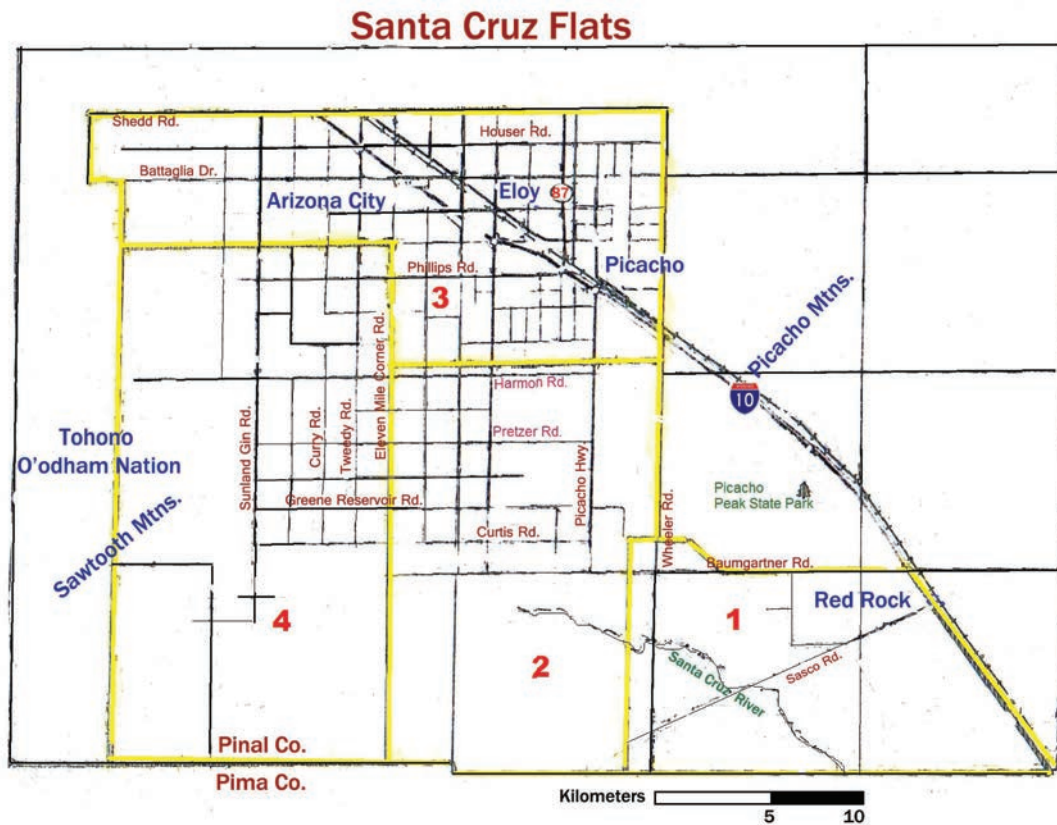 Santa Cruz Flats
Shedd Rd.
Houser Rd.
Battaglia Dr.
Arizona City
Eloy
87
Picacho
Phillips Rd.
3
Picacho Mtns.
10
Eleven Mile Corner Rd.
Harmon Rd.
Tohono
O'odham Nation
Sunland Gin Rd.
Curry Rd.
Tweedy Rd.
Pretzer Rd.
Picacho Hwy.
Picacho
Peak State Park
Greene Reservoir Rd.
Sawtooth Mtns.
Curtis Rd.
Wheeler Rd.
Baumgartner Rd.
Red Rock
4
1
2
Santa Cruz River
Sasco Rd.
Pinal Co.
Pima Co.
Kilometers
5 10